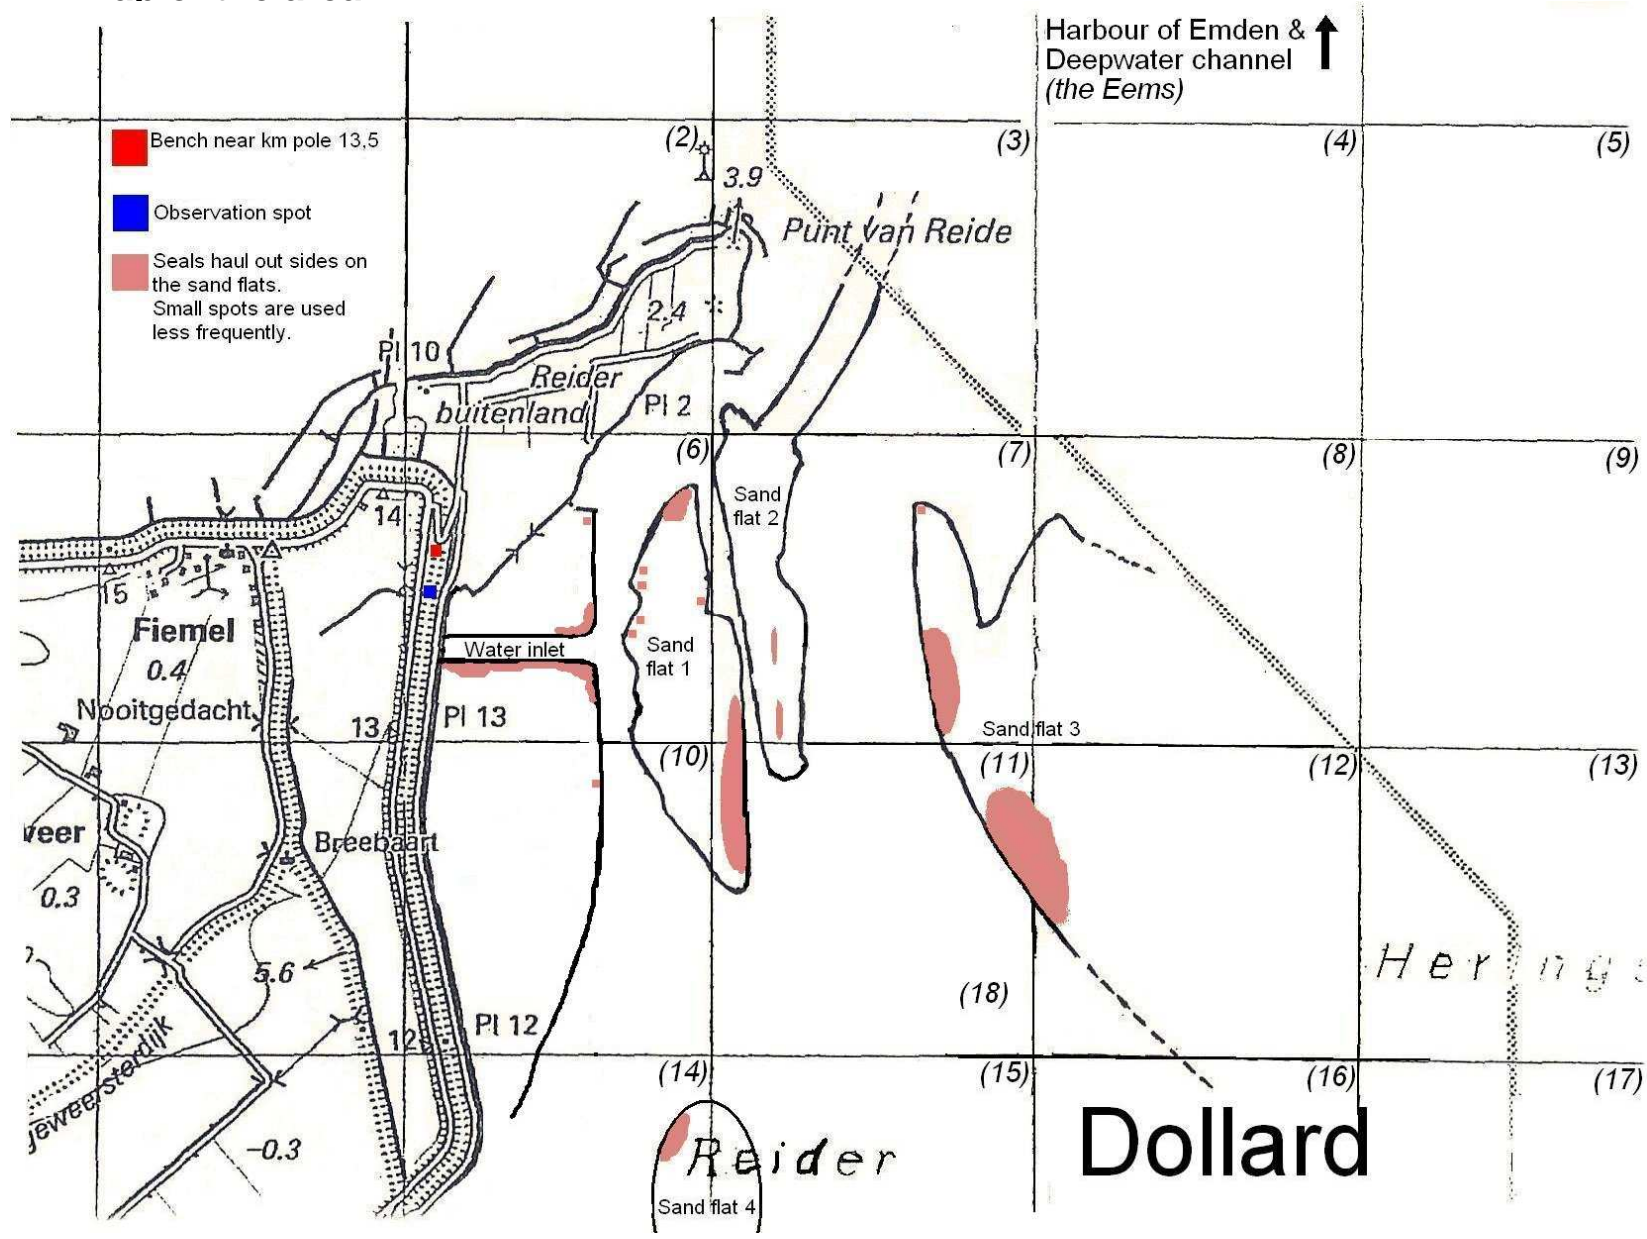 Harbour of Emden &
Deepwater channel
(the Eems)
(2)
(3)
(4)
(5)
Bench near km pole 13,5
Observation spot
Seals haul out sides on
the sand flats.
Small spots are used
less frequently.
3.9
Punt van Reide
2.4
Pl 10
Reider
buitenland
Pl 2
(6)
(7)
(8)
(9)
Sand
flat 2
14
15
Fiemel
0.4
Water inlet
Sand
flat 1
Nooitgedacht
13
Pl 13
Sand flat 3
(10)
(11)
(12)
(13)
veer
Breebaart
0.3
5.6
Herings
(18)
12
Pl 12
(14)
(15)
(16)
(17)
geweersterdijk
-0.3
Reider
Dollard
Sand flat 4